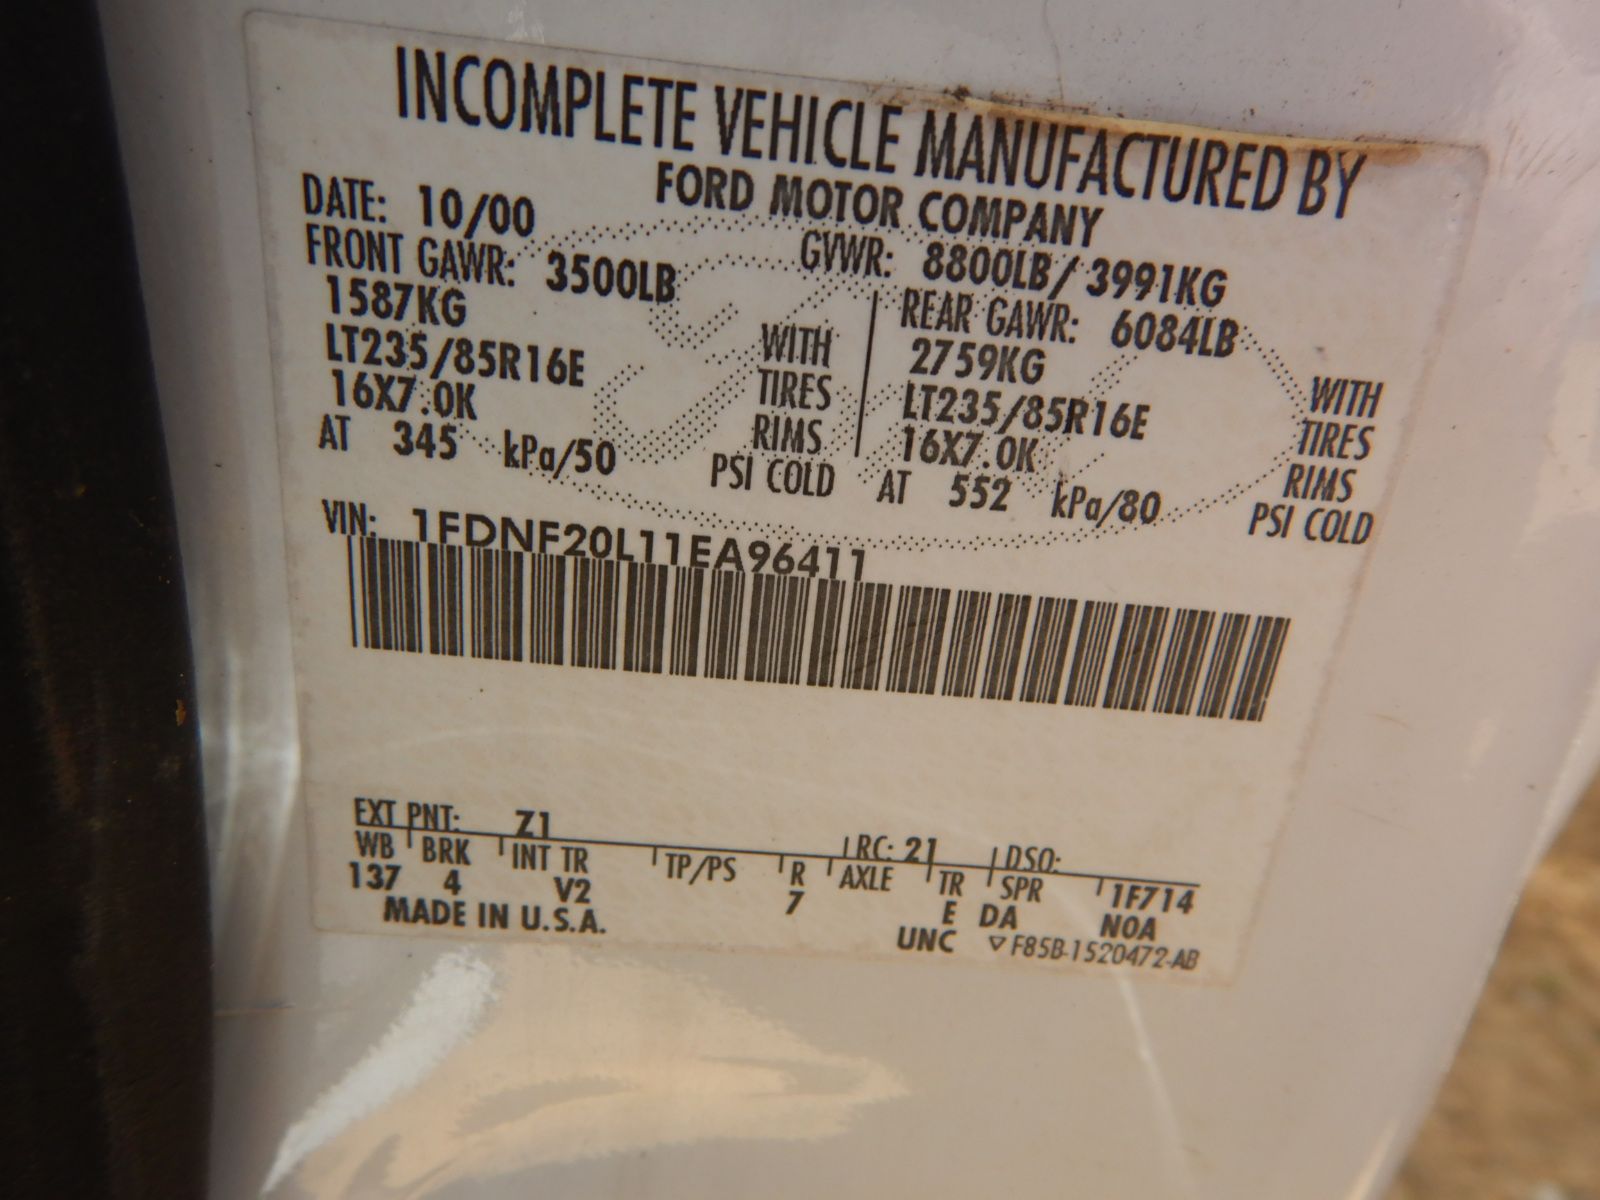 INCOMPLETE VEHICLE MANUFACTURED BY
FORD MOTOR COMPANY
DATE: 10/00
GVWR: 8800LB/ 3991KG
FRONT GAWR: 3500LB
1587KG WITH
LT235/85R16E TIRES
16X7.0K RIMS
AT 345 kPa/50 PSI COLD
REAR GAWR: 6084LB
2759KG WITH
LT235/85R16E TIRES
16X7.0K RIMS
AT 552 kPa/80 PSI COLD
VIN: 1FDNF20L11EA96411
EXT PNT: Z1 RC: 21 DSO:
WB BRK INT TR TP/PS R AXLE TR SPR 1F714
137 4 V2 7 E DA NOA
MADE IN U.S.A. UNC ▽ F85B-1520472-AB